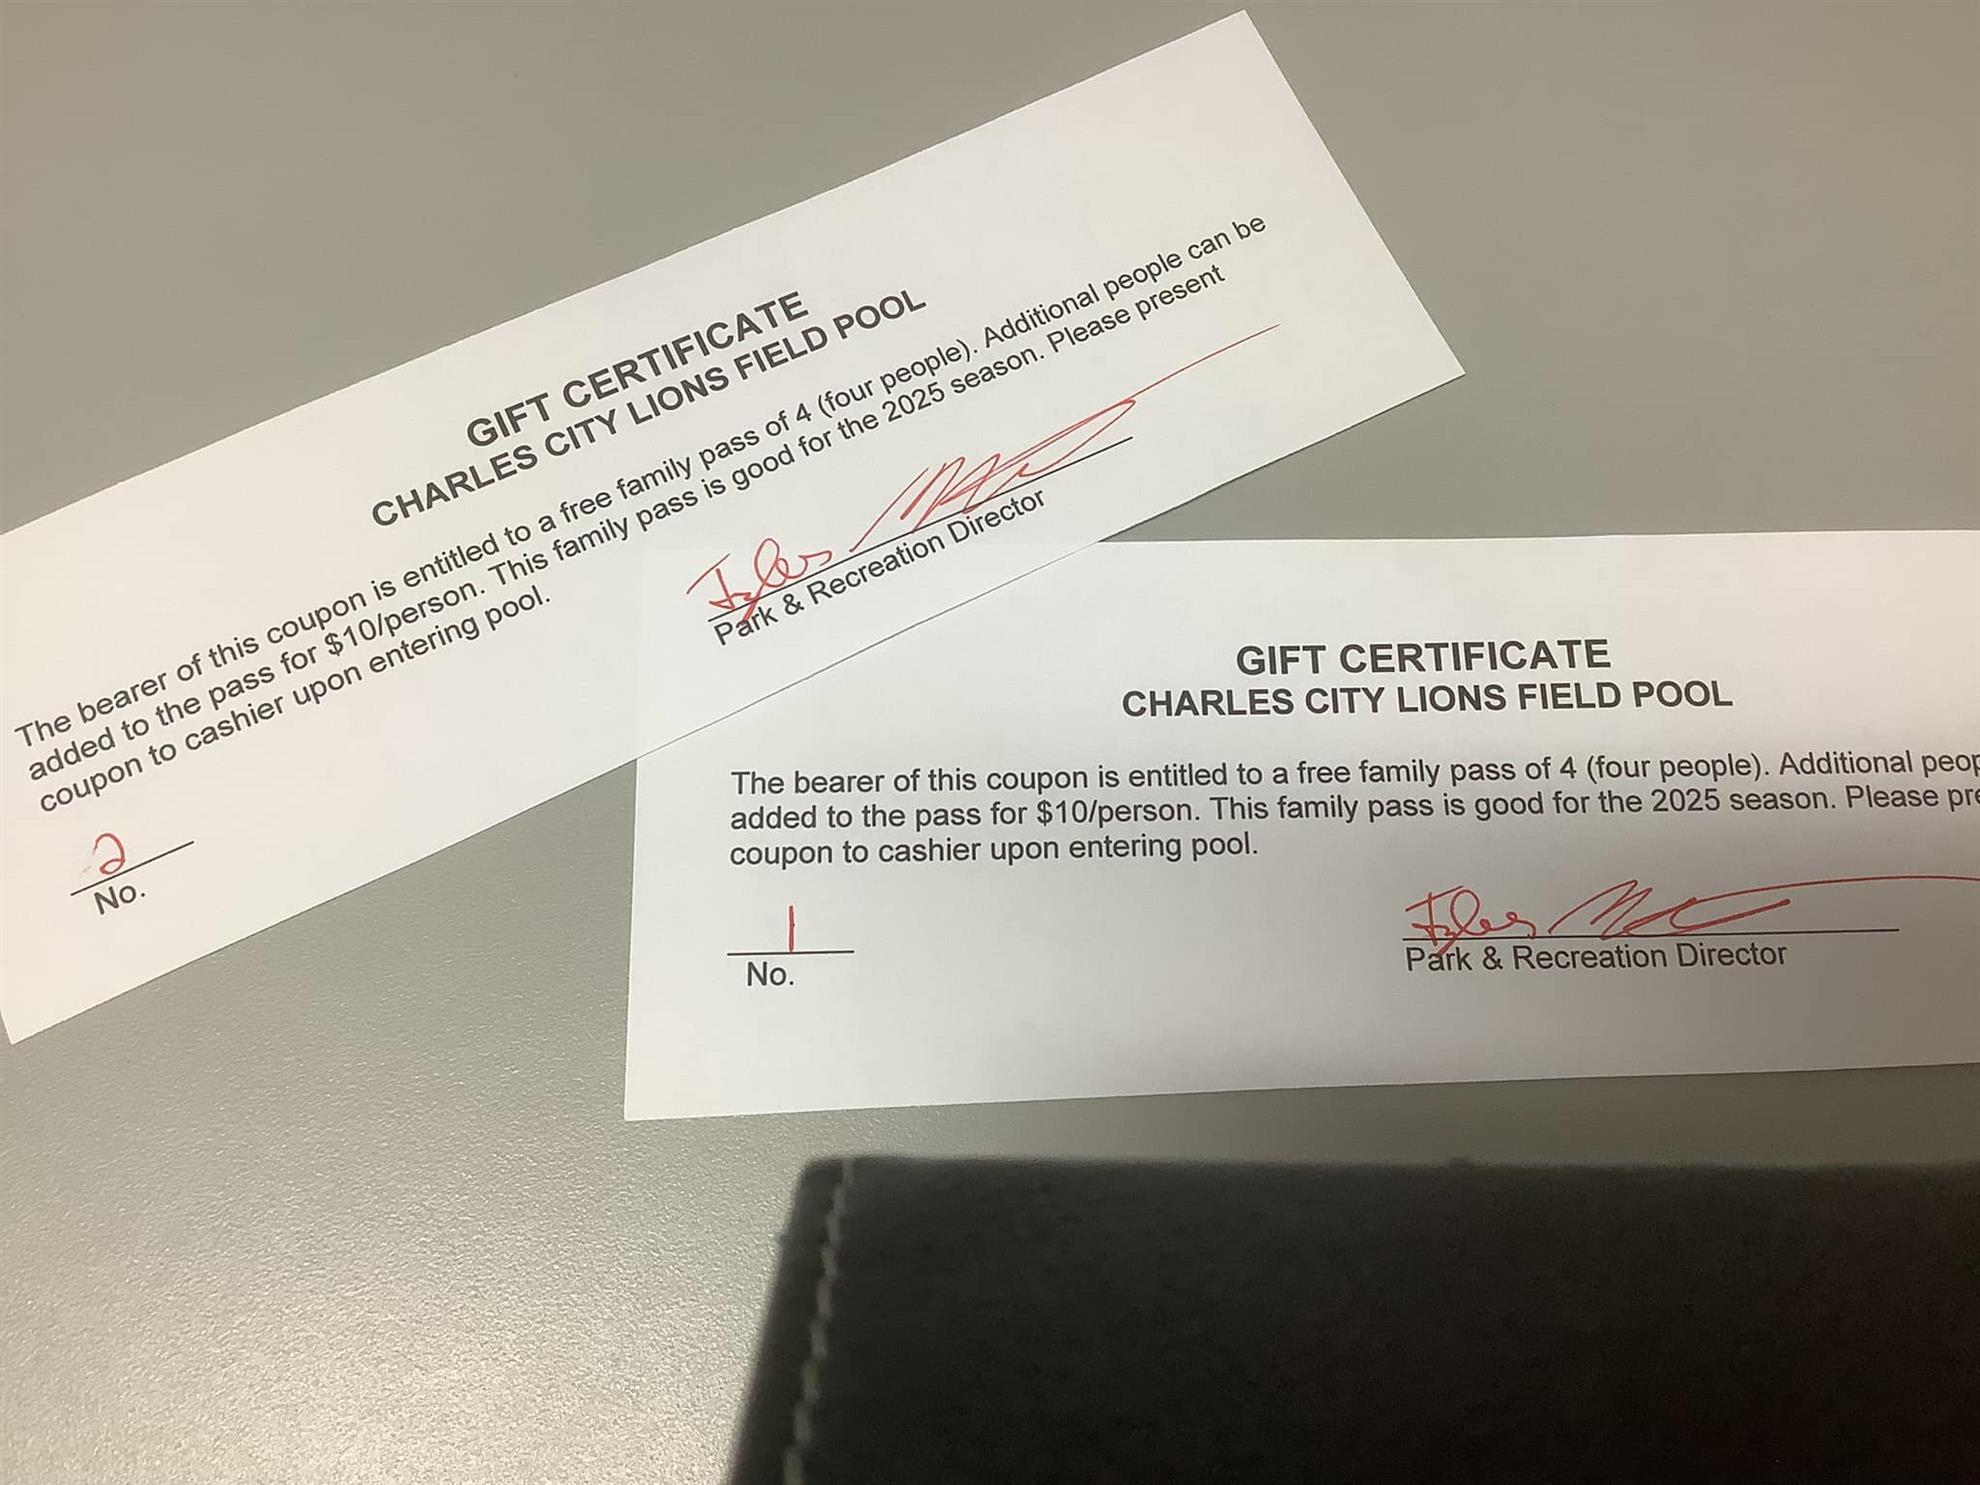 GIFT CERTIFICATE
CHARLES CITY LIONS FIELD POOL
The bearer of this coupon is entitled to a free family pass of 4 (four people). Additional people can be
added to the pass for $10/person. This family pass is good for the 2025 season. Please present
coupon to cashier upon entering pool.
2
No.
Park & Recreation Director
GIFT CERTIFICATE
CHARLES CITY LIONS FIELD POOL
The bearer of this coupon is entitled to a free family pass of 4 (four people). Additional
added to the pass for $10/person. This family pass is good for the 2025 season. Please
coupon to cashier upon entering pool.
1
No.
Park & Recreation Director